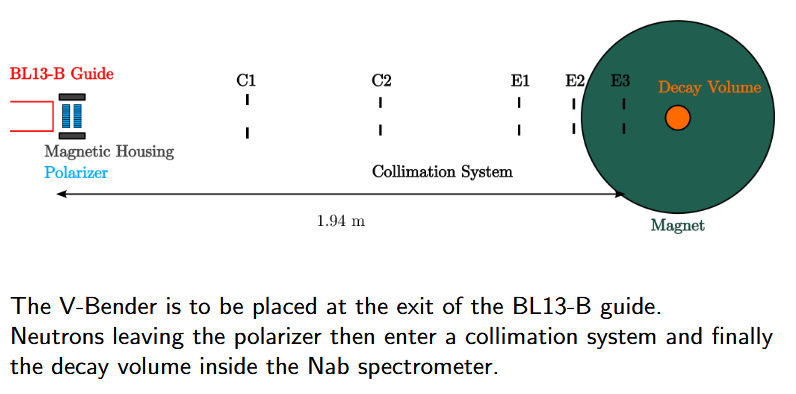 BL13-B Guide
C1
C2
E1
E2
E3
Decay Volume
Magnetic Housing
Polarizer
Collimation System
1.94 m
Magnet
The V-Bender is to be placed at the exit of the BL13-B guide.
Neutrons leaving the polarizer then enter a collimation system and finally
the decay volume inside the Nab spectrometer.